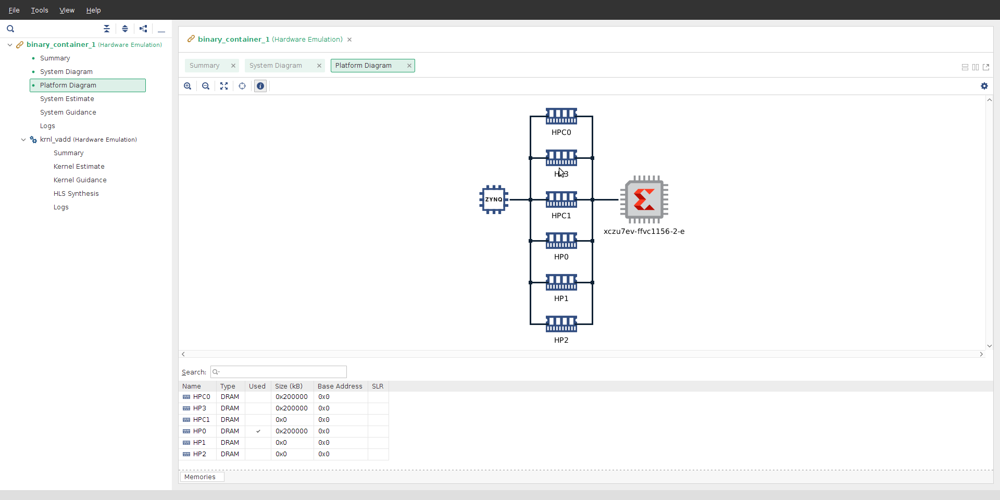 File Tools View Help
binary_container_1 (Hardware Emulation)
Summary
System Diagram
Platform Diagram
System Estimate
System Guidance
Logs
krnl_vadd (Hardware Emulation)
Summary
Kernel Estimate
Kernel Guidance
HLS Synthesis
Logs
binary_container_1 (Hardware Emulation)
Summary System Diagram Platform Diagram
HPC0
HPC1
HP0
HP1
HP2
ZYNQ
xczu7ev-ffvc1156-2-e
Search:
Name Type Used Size (kB) Base Address SLR
HPC0 DRAM 0x200000 0x0
HP3 DRAM 0x200000 0x0
HPC1 DRAM 0x0 0x0
HP0 DRAM ✓ 0x200000 0x0
HP1 DRAM 0x0 0x0
HP2 DRAM 0x0 0x0
Memories